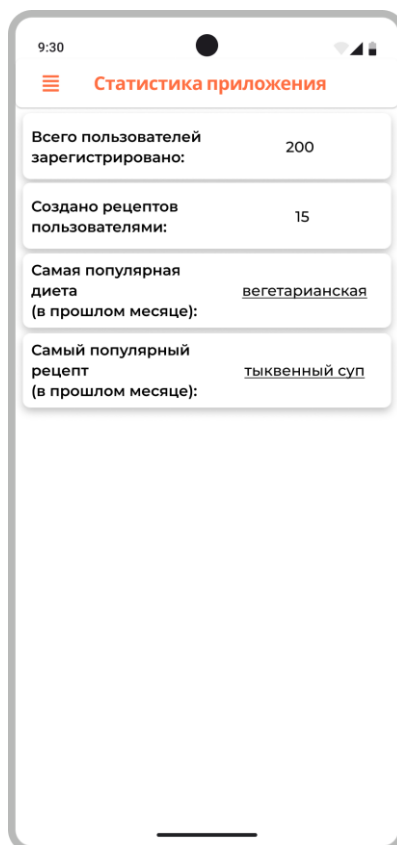 9:30
Статистика приложения
Всего пользователей
зарегистрировано:
200
Создано рецептов
пользователями:
15
Самая популярная
диета
(в прошлом месяце):
вегетарианская
Самый популярный
рецепт
(в прошлом месяце):
тыквенный суп